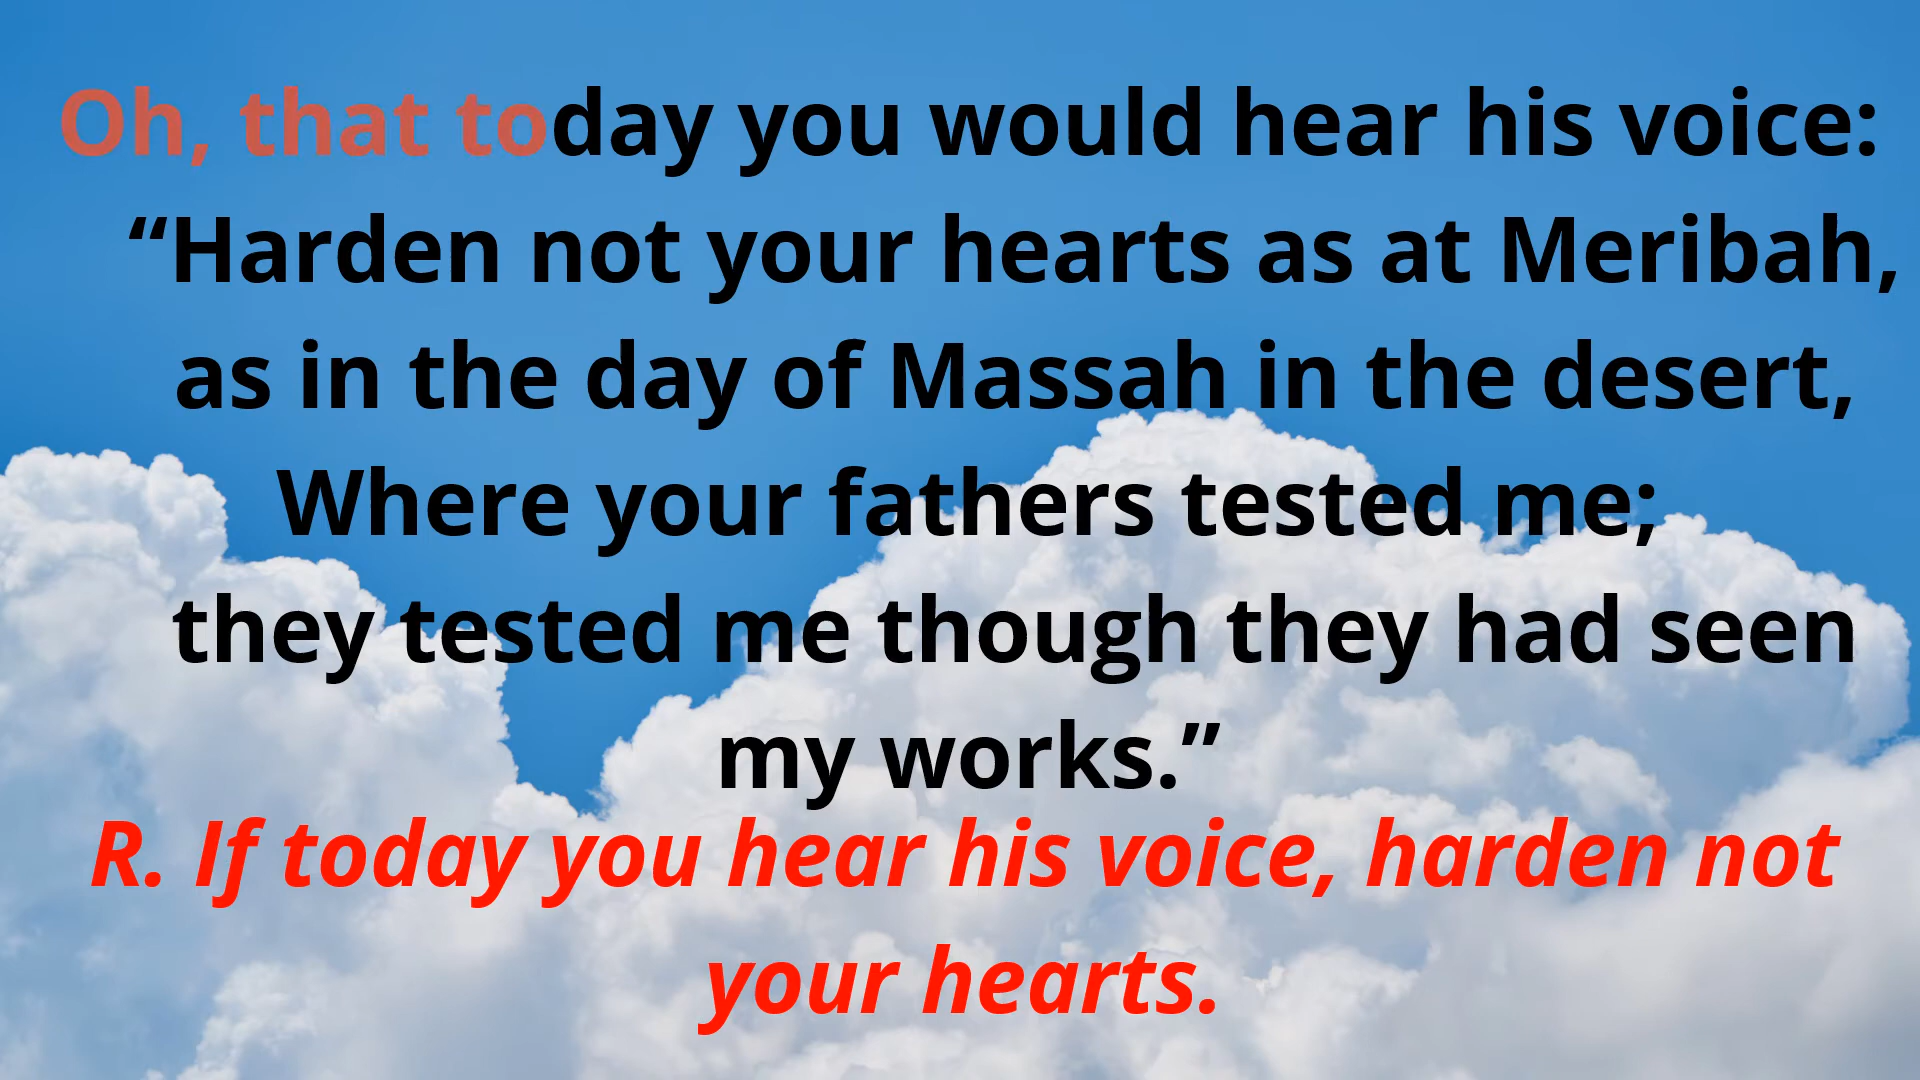 Oh, that today you would hear his voice:
“Harden not your hearts as at Meribah,
as in the day of Massah in the desert,
Where your fathers tested me;
they tested me though they had seen
my works.”
R. If today you hear his voice, harden not
your hearts.